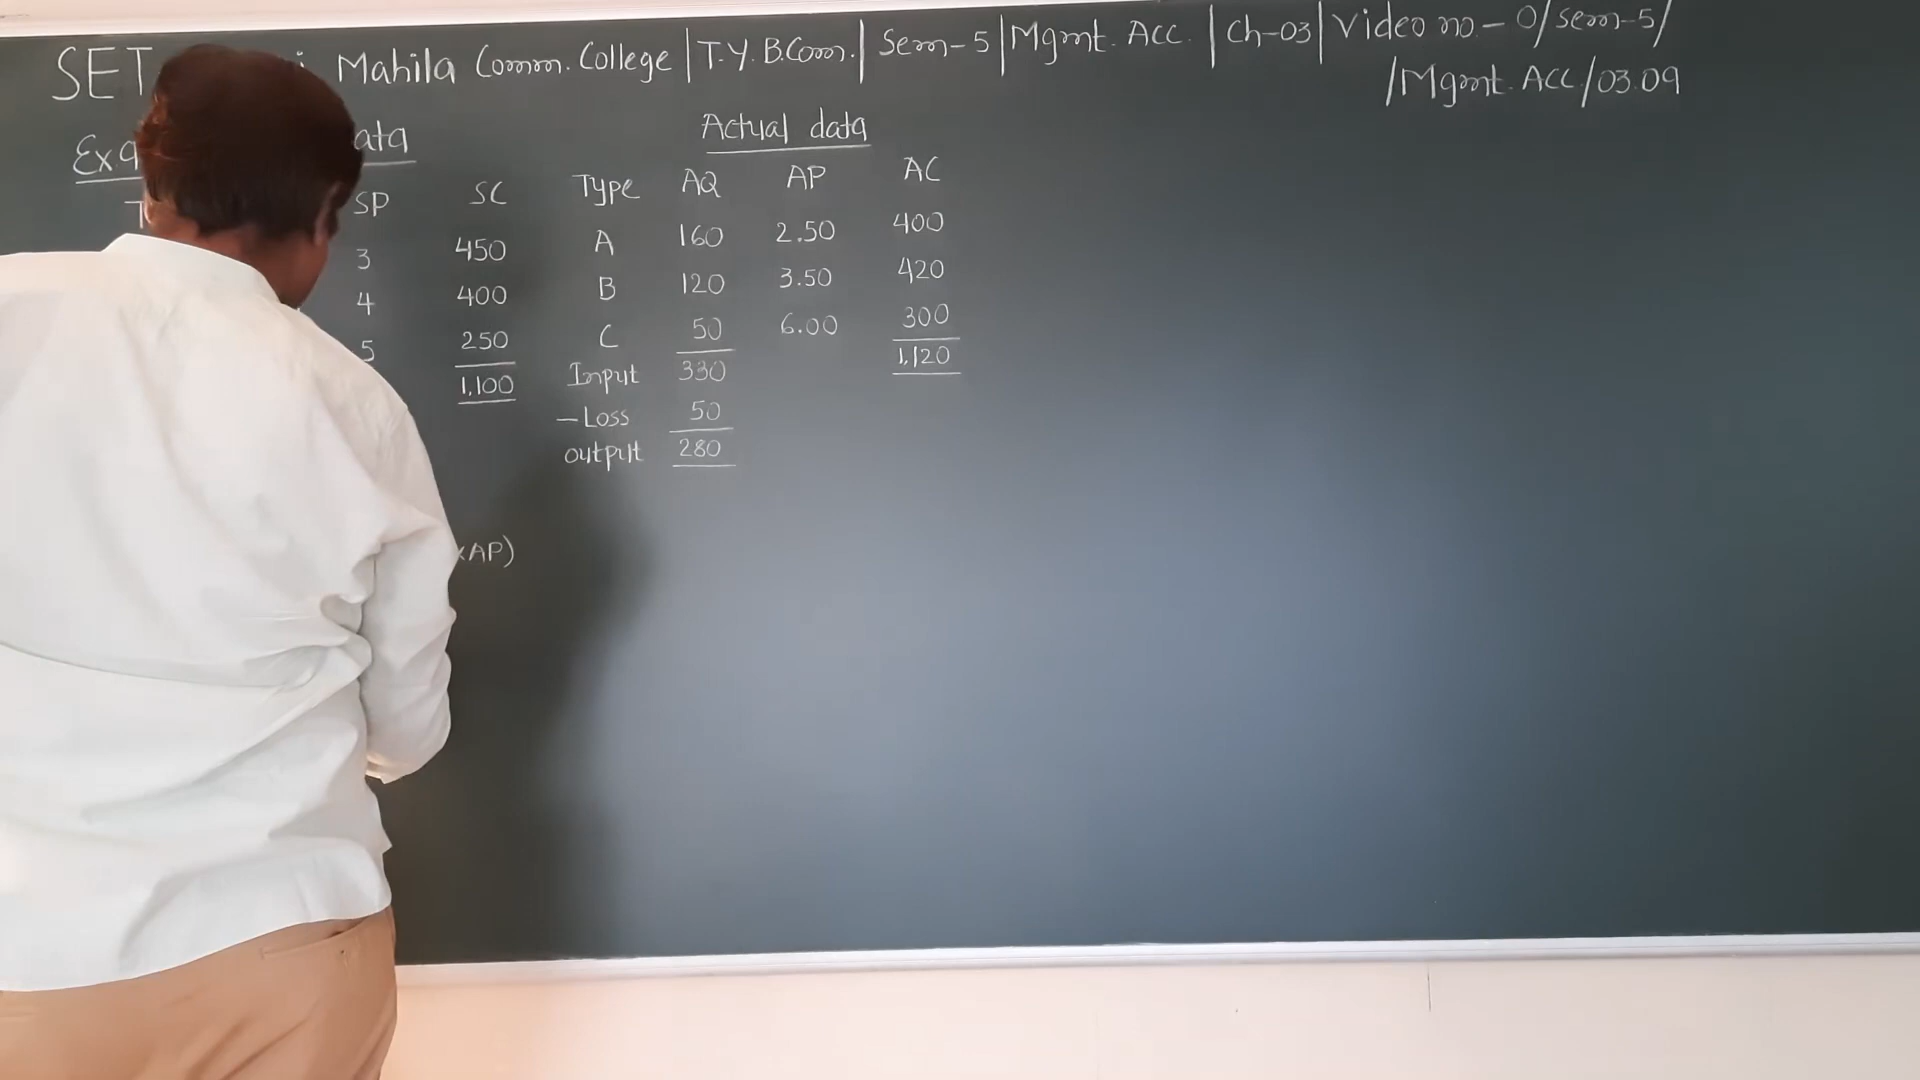 SET Mahila Comm. College | T.Y. B.Com. | Sem-5 | Mgmt. Acc. | Ch-03 | Video no.- 0/sem-5/
/Mgmt. Acc/03.09
Actual data
SP SC Type AQ AP AC
3 450 A 160 2.50 400
4 400 B 120 3.50 420
5 250 C 50 6.00 300
1,100 Input 330 1,120
-Loss 50
output 280
×AP)